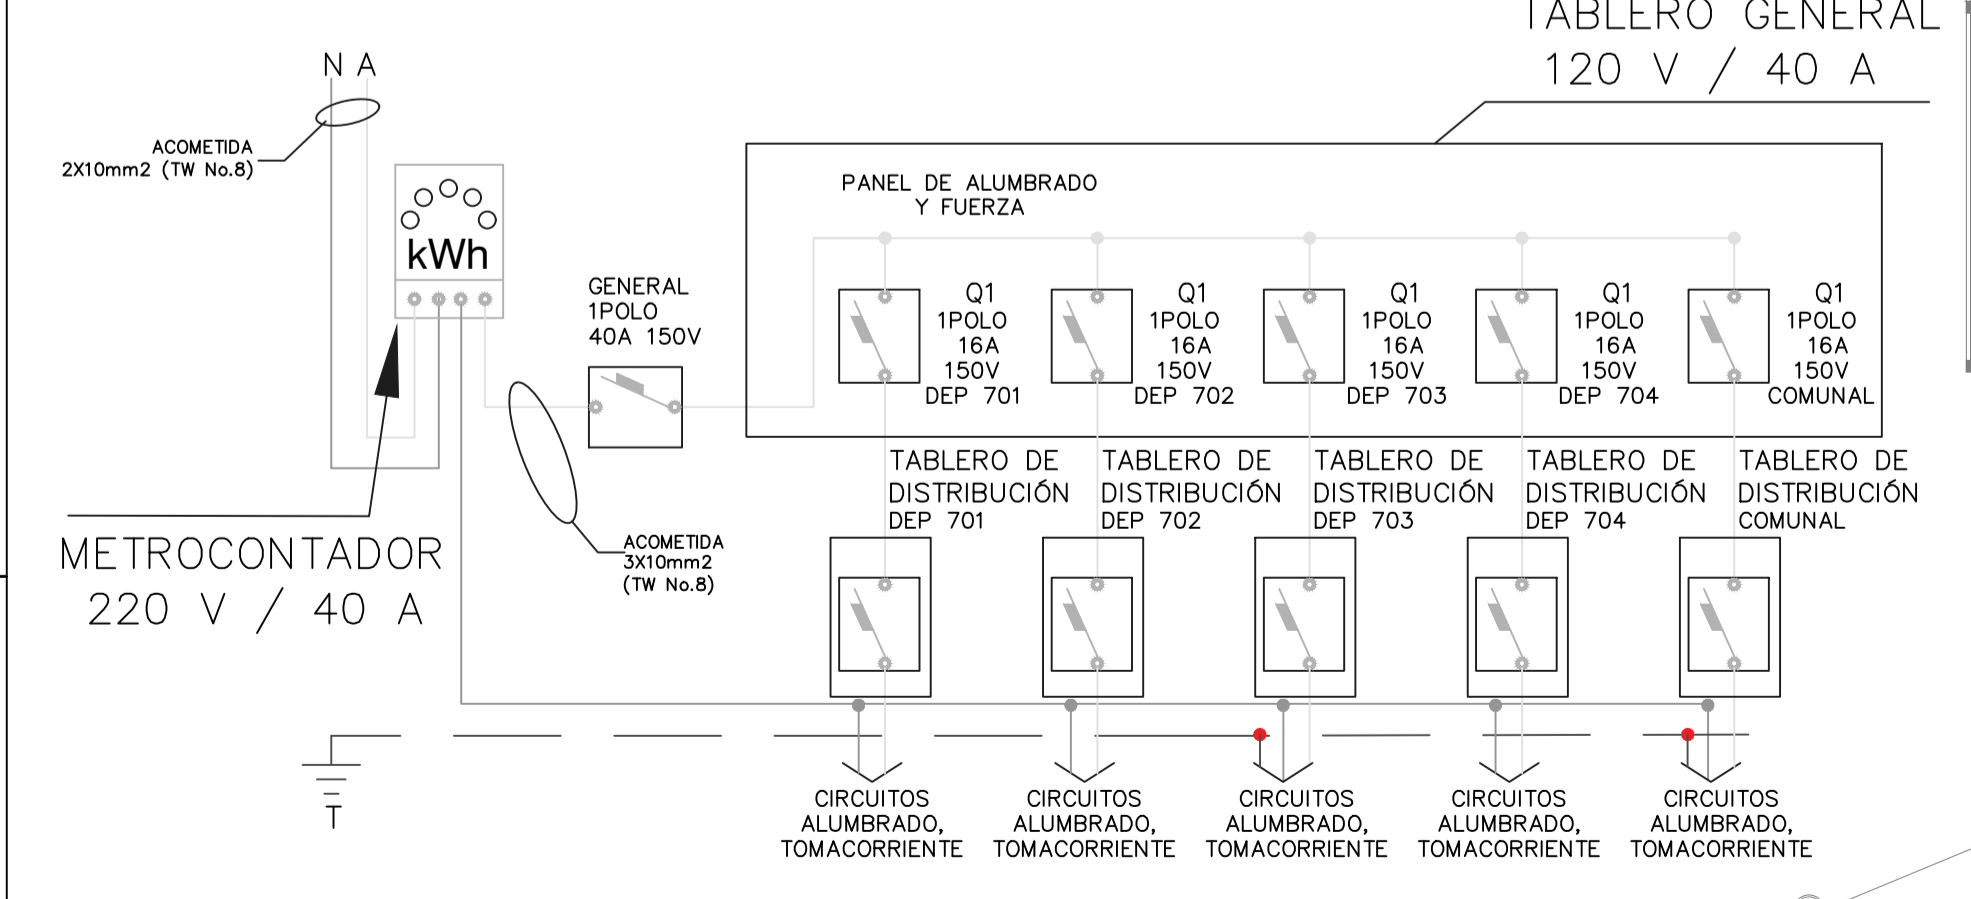 TABLERO GENERAL
120 V / 40 A
N A
ACOMETIDA
2X10mm2 (TW No.8)
kWh
PANEL DE ALUMBRADO
Y FUERZA
GENERAL
1POLO
40A 150V
Q1
1POLO
16A
150V
DEP 701
Q1
1POLO
16A
150V
DEP 702
Q1
1POLO
16A
150V
DEP 703
Q1
1POLO
16A
150V
DEP 704
Q1
1POLO
16A
150V
COMUNAL
TABLERO DE
DISTRIBUCIÓN
DEP 701
TABLERO DE
DISTRIBUCIÓN
DEP 702
TABLERO DE
DISTRIBUCIÓN
DEP 703
TABLERO DE
DISTRIBUCIÓN
DEP 704
TABLERO DE
DISTRIBUCIÓN
COMUNAL
METROCONTADOR
220 V / 40 A
ACOMETIDA
3X10mm2
(TW No.8)
T
CIRCUITOS
ALUMBRADO,
TOMACORRIENTE
CIRCUITOS
ALUMBRADO,
TOMACORRIENTE
CIRCUITOS
ALUMBRADO,
TOMACORRIENTE
CIRCUITOS
ALUMBRADO,
TOMACORRIENTE
CIRCUITOS
ALUMBRADO,
TOMACORRIENTE